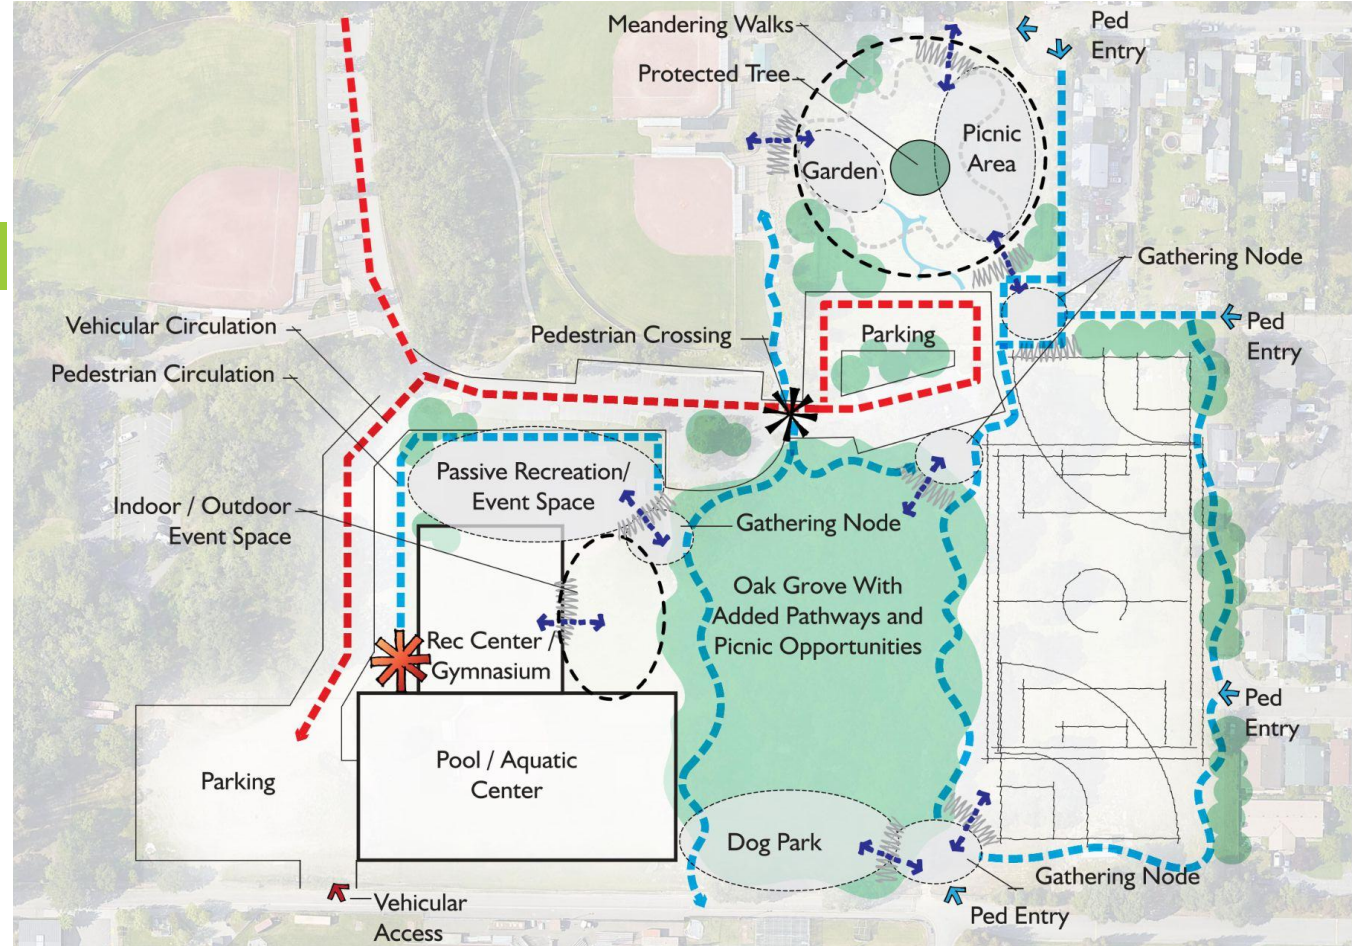 Meandering Walks
Ped
Entry
Protected Tree
Picnic
Area
Garden
Gathering Node
Vehicular Circulation
Pedestrian Crossing
Parking
Ped
Entry
Pedestrian Circulation
Passive Recreation/
Event Space
Indoor / Outdoor
Event Space
Gathering Node
Oak Grove With
Added Pathways and
Picnic Opportunities
Rec Center /
Gymnasium
Ped
Entry
Parking
Pool / Aquatic
Center
Dog Park
Gathering Node
Vehicular
Access
Ped Entry